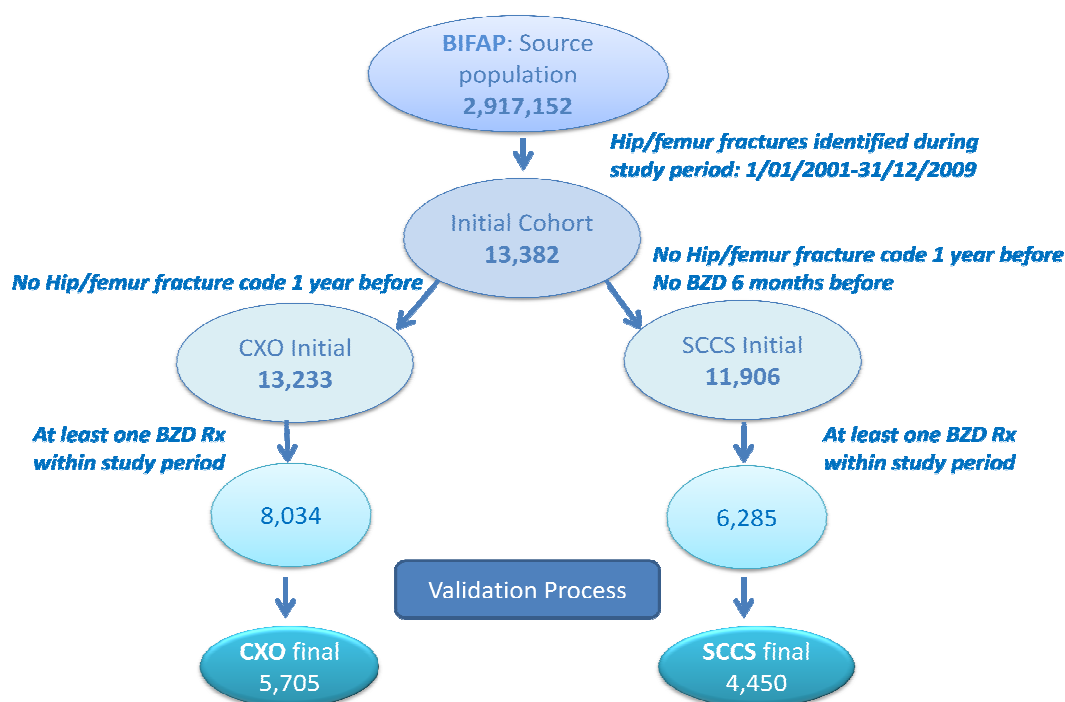 BIFAP: Source
population
2,917,152
Hip/femur fractures identified during
study period: 1/01/2001-31/12/2009
Initial Cohort
13,382
No Hip/femur fracture code 1 year before
No Hip/femur fracture code 1 year before
No BZD 6 months before
CXO Initial
13,233
SCCS Initial
11,906
At least one BZD Rx
within study period
At least one BZD Rx
within study period
8,034
6,285
Validation Process
CXO final
5,705
SCCS final
4,450